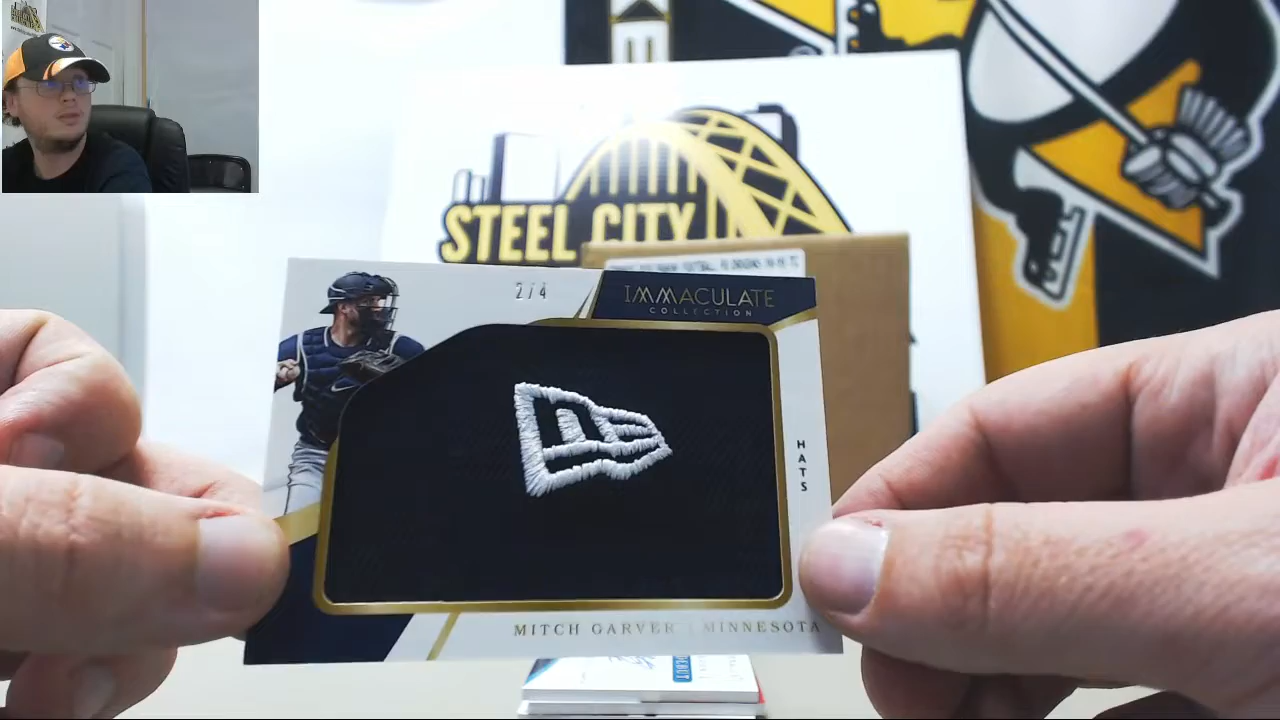 STEEL CITY
2/4
IMMACULATE
COLLECTION
HATS
MITCH GARVER | MINNESOTA